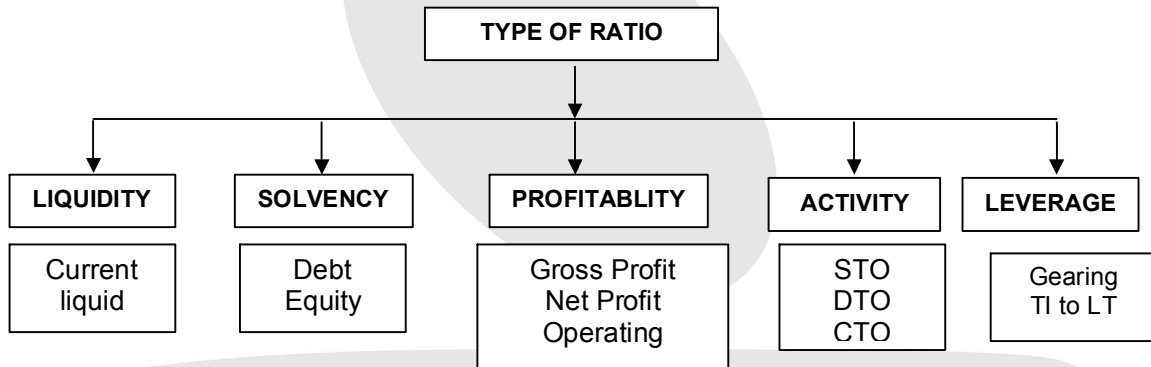 TYPE OF RATIO
LIQUIDITY
SOLVENCY
PROFITABLITY
ACTIVITY
LEVERAGE
Current
liquid
Debt
Equity
Gross Profit
Net Profit
Operating
STO
DTO
CTO
Gearing
TI to LT